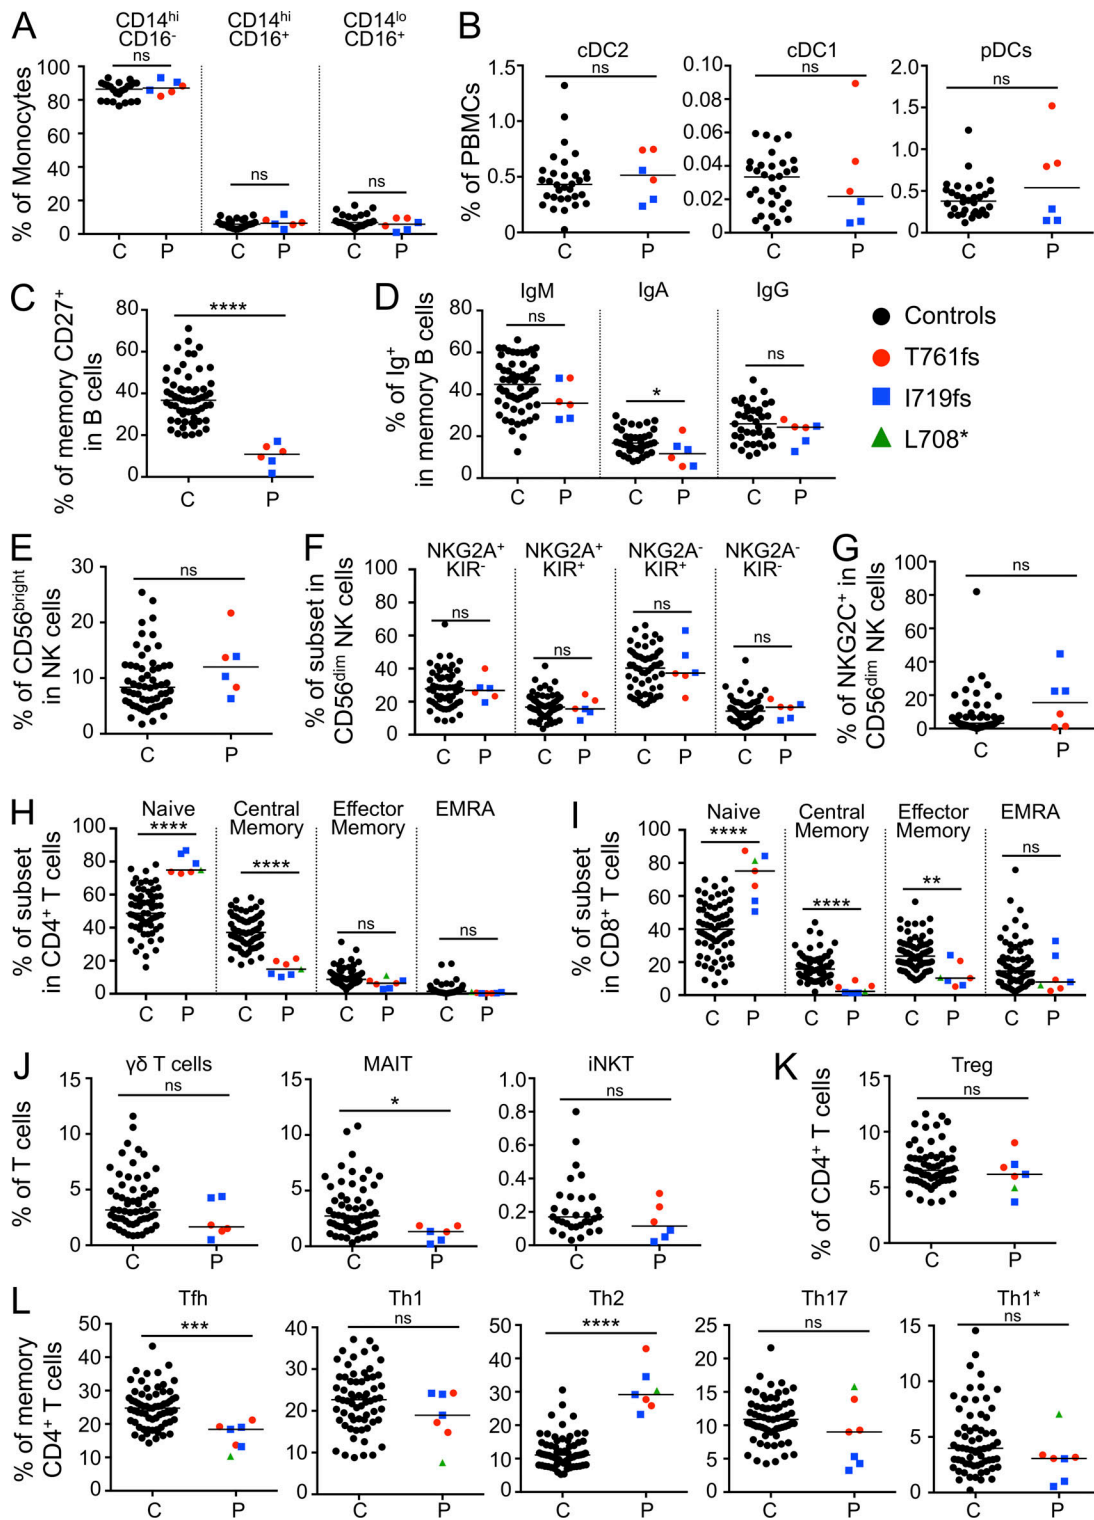 A
CD14hi CD16-
CD14hi CD16+
CD14lo CD16+
ns
ns
ns
% of Monocytes
100
80
60
40
20
0
C P C P C P
B
cDC2
cDC1
pDCs
ns
ns
ns
% of PBMCs
1.5
1.0
0.5
0
0.10
0.08
0.06
0.04
0.02
0.00
2.0
1.5
1.0
0.5
0.0
C P C P C P
C
% of memory CD27+
in B cells
****
80
60
40
20
0
C P
D
IgM
IgA
IgG
ns
*
ns
% of Ig+
in memory B cells
80
60
40
20
0
C P C P C P
Controls
T761fs
I719fs
L708*
E
% of CD56bright
in NK cells
ns
30
20
10
0
C P
F
NKG2A+ KIR-
NKG2A+ KIR+
NKG2A- KIR+
NKG2A- KIR-
ns
ns
ns
ns
% of subset in
CD56dim NK cells
100
80
60
40
20
0
C P C P C P C P
G
% of NKG2C+ in
CD56dim NK cells
ns
100
80
60
40
20
0
C P
H
Naive
Central Memory
Effector Memory
EMRA
****
****
ns
ns
% of subset
in CD4+ T cells
100
80
60
40
20
0
C P C P C P C P
I
Naive
Central Memory
Effector Memory
EMRA
****
****
**
ns
% of subset
in CD8+ T cells
100
80
60
40
20
0
C P C P C P C P
J
γδ T cells
MAIT
iNKT
ns
*
ns
% of T cells
15
10
5
0
15
10
5
0
1.0
0.8
0.6
0.4
0.2
0.0
C P C P C P
K
Treg
ns
% of CD4+ T cells
15
10
5
0
C P
L
Tfh
Th1
Th2
Th17
Th1*
***
ns
****
ns
ns
% of memory
CD4+ T cells
50
40
30
20
10
0
40
30
20
10
0
50
40
30
20
10
0
25
20
15
10
5
0
15
10
5
0
C P C P C P C P C P